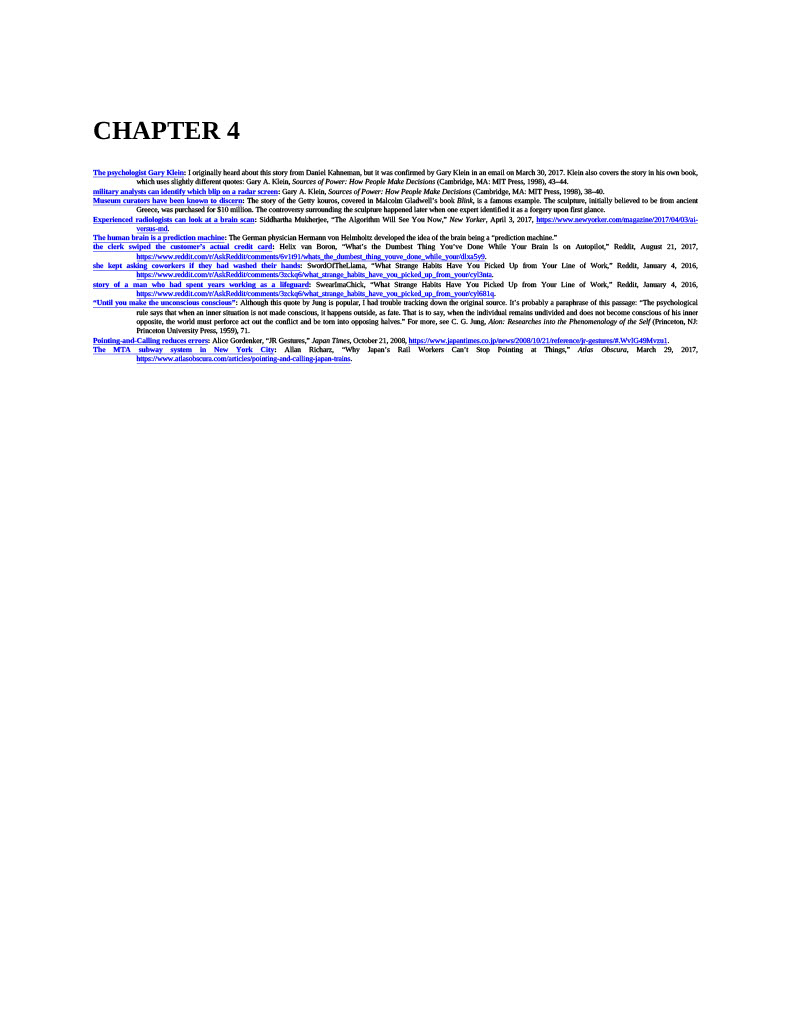 CHAPTER 4
The psychologist Gary Klein: I originally heard about this story from Daniel Kahneman, but it was confirmed by Gary Klein in an email on March 30, 2017. Klein also covers the story in his own book,
which uses slightly different quotes: Gary A. Klein, Sources of Power: How People Make Decisions (Cambridge, MA: MIT Press, 1998), 43–44.
military analysts can identify which blip on a radar screen: Gary A. Klein, Sources of Power: How People Make Decisions (Cambridge, MA: MIT Press, 1998), 38–40.
Museum curators have been known to discern: The story of the Getty kouros, covered in Malcolm Gladwell’s book Blink, is a famous example. The sculpture, initially believed to be from ancient
Greece, was purchased for $10 million. The controversy surrounding the sculpture happened later when one expert identified it as a forgery upon first glance.
Experienced radiologists can look at a brain scan: Siddhartha Mukherjee, “The Algorithm Will See You Now,” New Yorker, April 3, 2017, https://www.newyorker.com/magazine/2017/04/03/ai-
versus-md.
The human brain is a prediction machine: The German physician Hermann von Helmholtz developed the idea of the brain being a “prediction machine.”
the clerk swiped the customer’s actual credit card: Helix van Boron, “What’s the Dumbest Thing You’ve Done While Your Brain Is on Autopilot,” Reddit, August 21, 2017,
https://www.reddit.com/r/AskReddit/comments/6v1t91/whats_the_dumbest_thing_youve_done_while_your/dlxa5y9.
she kept asking coworkers if they had washed their hands: SwordOfTheLlama, “What Strange Habits Have You Picked Up from Your Line of Work,” Reddit, January 4, 2016,
https://www.reddit.com/r/AskReddit/comments/3zckq6/what_strange_habits_have_you_picked_up_from_your/cyl3nta.
story of a man who had spent years working as a lifeguard: SwearImaChick, “What Strange Habits Have You Picked Up from Your Line of Work,” Reddit, January 4, 2016,
https://www.reddit.com/r/AskReddit/comments/3zckq6/what_strange_habits_have_you_picked_up_from_your/cyl681q.
“Until you make the unconscious conscious”: Although this quote by Jung is popular, I had trouble tracking down the original source. It’s probably a paraphrase of this passage: “The psychological
rule says that when an inner situation is not made conscious, it happens outside, as fate. That is to say, when the individual remains undivided and does not become conscious of his inner
opposite, the world must perforce act out the conflict and be torn into opposing halves.” For more, see C. G. Jung, Aion: Researches into the Phenomenology of the Self (Princeton, NJ:
Princeton University Press, 1959), 71.
Pointing-and-Calling reduces errors: Alice Gordenker, “JR Gestures,” Japan Times, October 21, 2008, https://www.japantimes.co.jp/news/2008/10/21/reference/jr-gestures/#.WvIG49Mvzu1.
The MTA subway system in New York City: Allan Richarz, “Why Japan’s Rail Workers Can’t Stop Pointing at Things,” Atlas Obscura, March 29, 2017,
https://www.atlasobscura.com/articles/pointing-and-calling-japan-trains.